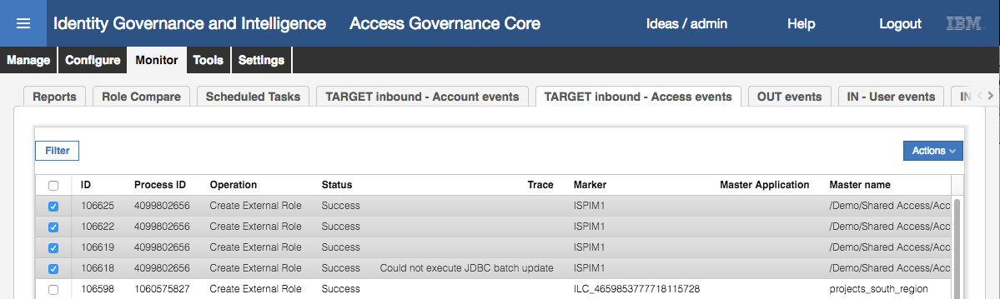 Identity Governance and Intelligence Access Governance Core Ideas / admin Help Logout IBM
Manage Configure Monitor Tools Settings
Reports Role Compare Scheduled Tasks TARGET inbound - Account events TARGET inbound - Access events OUT events IN - User events IN
Filter Actions
ID Process ID Operation Status Trace Marker Master Application Master name
106625 4099802656 Create External Role Success ISPIM1 /Demo/Shared Access/Acc
106622 4099802656 Create External Role Success ISPIM1 /Demo/Shared Access/Acc
106619 4099802656 Create External Role Success ISPIM1 /Demo/Shared Access/Acc
106618 4099802656 Create External Role Success Could not execute JDBC batch update ISPIM1 /Demo/Shared Access/Acc
106598 1060575827 Create External Role Success ILC_4659853777718115728 projects_south_region